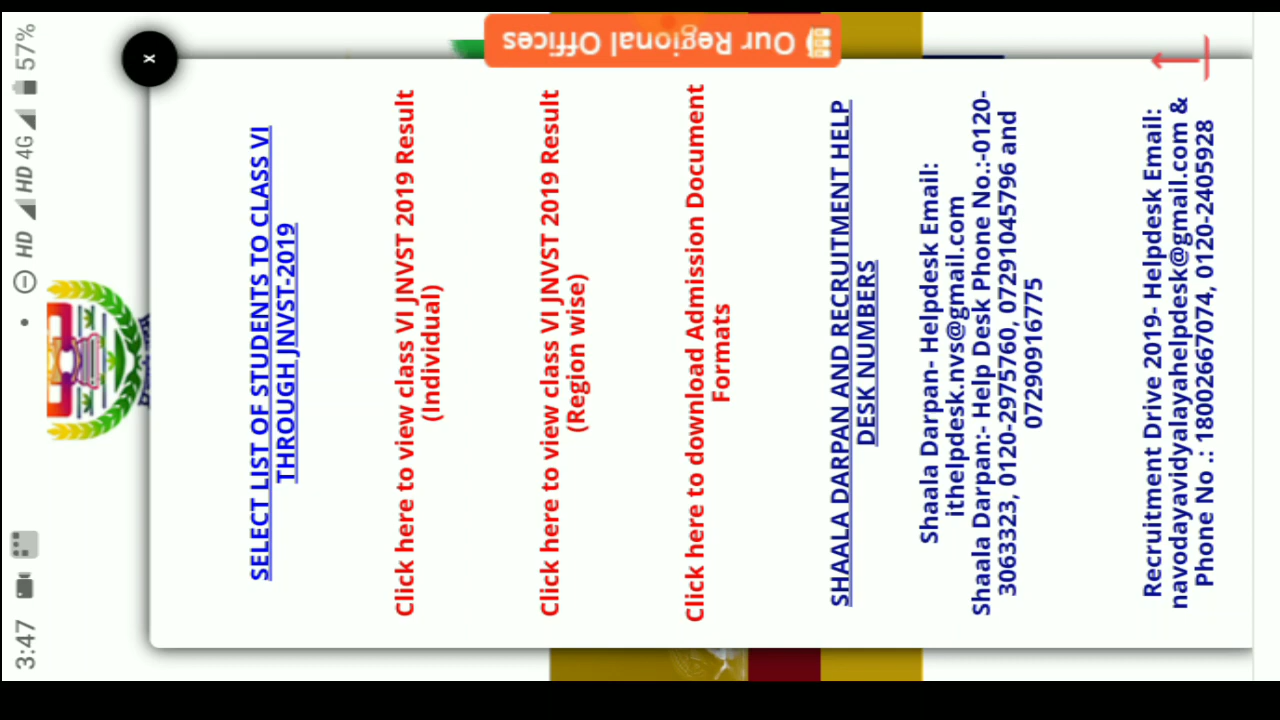 3:47
HD HD 4G 57%
x
Our Regional Offices
SELECT LIST OF STUDENTS TO CLASS VI
THROUGH JNVST-2019
Click here to view class VI JNVST 2019 Result
(Individual)
Click here to view class VI JNVST 2019 Result
(Region wise)
Click here to download Admission Document
Formats
SHAALA DARPAN AND RECRUITMENT HELP
DESK NUMBERS
Shaala Darpan- Helpdesk Email:
ithelpdesk.nvs@gmail.com
Shaala Darpan:- Help Desk Phone No.:-0120-
3063323, 0120-2975760, 07291045796 and
07290916775
Recruitment Drive 2019- Helpdesk Email:
navodayavidyalayahelpdesk@gmail.com &
Phone No .: 18002667074, 0120-2405928